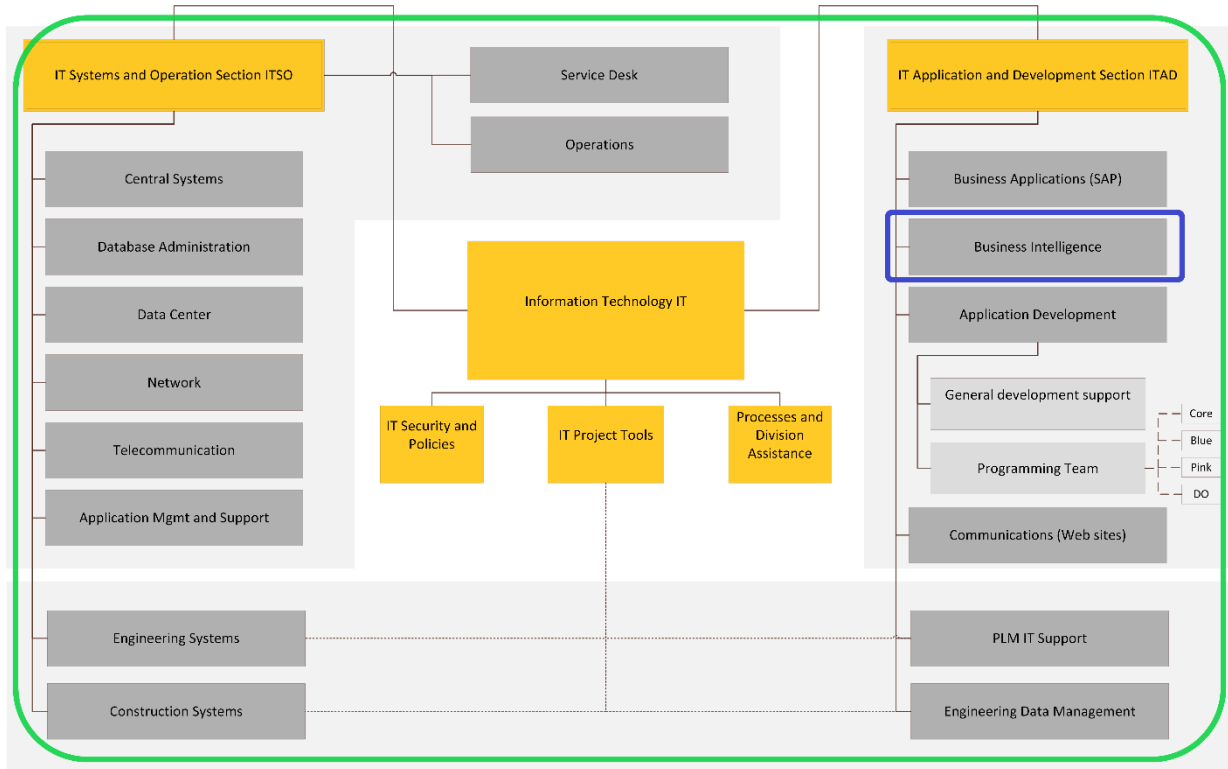 IT Systems and Operation Section ITSO
Service Desk
Operations
Central Systems
Database Administration
Data Center
Network
Telecommunication
Application Mgmt and Support
Information Technology IT
IT Security and
Policies
IT Project Tools
Processes and
Division
Assistance
IT Application and Development Section ITAD
Business Applications (SAP)
Business Intelligence
Application Development
General development support
Programming Team
Core
Blue
Pink
DO
Communications (Web sites)
Engineering Systems
PLM IT Support
Construction Systems
Engineering Data Management